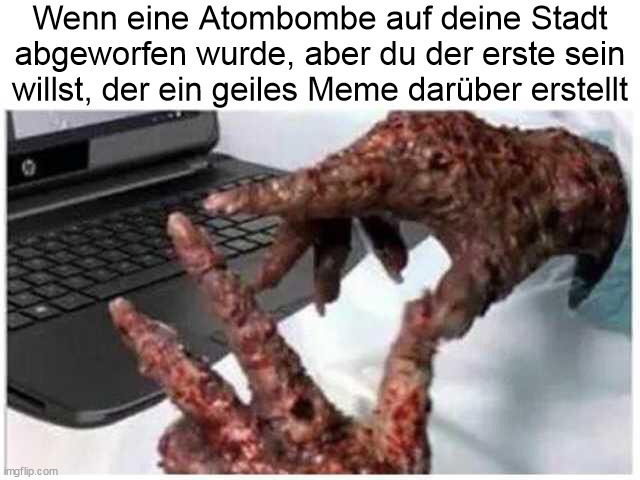 Wenn eine Atombombe auf deine Stadt
abgeworfen wurde, aber du der erste sein
willst, der ein geiles Meme darüber erstellt
hp
imgflip.com